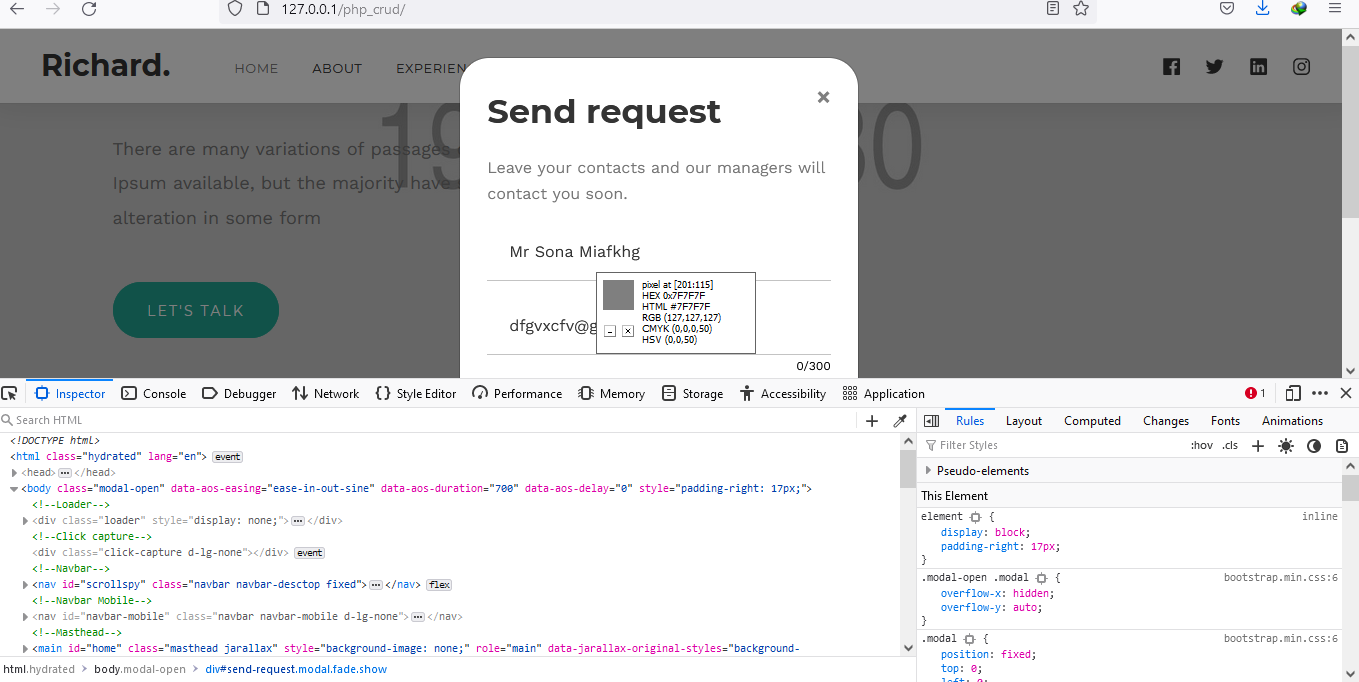 127.0.0.1/php_crud/
Richard.
HOME ABOUT EXPERIEN
19 30
There are many variations of passages
Ipsum available, but the majority have
alteration in some form
LET'S TALK
Send request
×
Leave your contacts and our managers will
contact you soon.
Mr Sona Miafkhg
dfgvxcfv@g
0/300
pixel at [201:115]
HEX 0x7F7F7F
HTML #7F7F7F
RGB (127,127,127)
CMYK (0,0,0,50)
HSV (0,0,50)
Inspector Console Debugger Network Style Editor Performance Memory Storage Accessibility Application 1
Search HTML
<!DOCTYPE html>
<html class="hydrated" lang="en"> event
<head> ••• </head>
<body class="modal-open" data-aos-easing="ease-in-out-sine" data-aos-duration="700" data-aos-delay="0" style="padding-right: 17px;">
<!--Loader-->
<div class="loader" style="display: none;"> ••• </div>
<!--Click capture-->
<div class="click-capture d-lg-none"></div> event
<!--Navbar-->
<nav id="scrollspy" class="navbar navbar-desctop fixed"> ••• </nav> flex
<!--Navbar Mobile-->
<nav id="navbar-mobile" class="navbar navbar-mobile d-lg-none"> ••• </nav>
<!--Masthead-->
<main id="home" class="masthead jarallax" style="background-image: none;" role="main" data-jarallax-original-styles="background-
html.hydrated > body.modal-open > div#send-request.modal.fade.show
Rules Layout Computed Changes Fonts Animations
Filter Styles :hov .cls
Pseudo-elements
This Element
element { inline
display: block;
padding-right: 17px;
}
.modal-open .modal { bootstrap.min.css:6
overflow-x: hidden;
overflow-y: auto;
}
.modal { bootstrap.min.css:6
position: fixed;
top: 0;
left: 0;